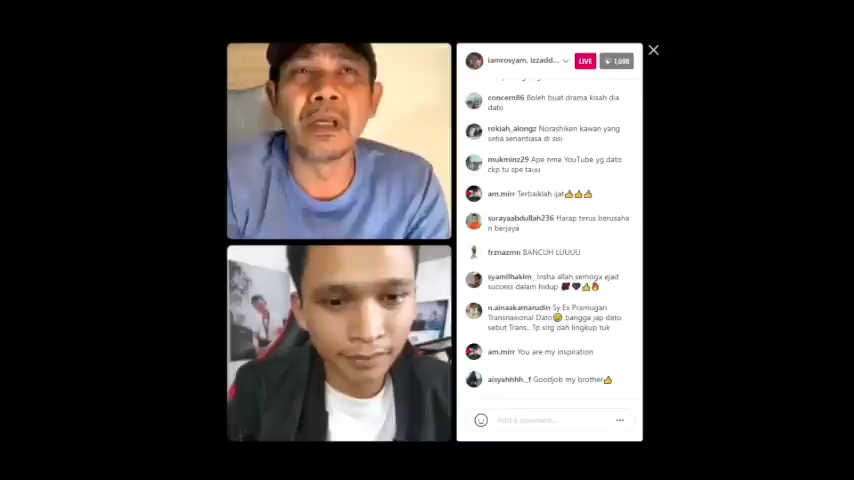 iamrosyam, izzadd...
LIVE
1,098
concern86 Boleh buat drama kisah dia
dato
rokiah_alongz Norashiken kawan yang
setia senantiasa di sisi
mukminz29 Ape nme YouTube yg dato
ckp tu spe tauu
am.mirr Terbaiklah ijat👍👍👍
surayaabdullah236 Harap terus berusaha
n berjaya
frznazmn BANCUH LUUUU
syamilhakim_ Insha allah semoga ejad
success dalam hidup
n.ainaakamarudin Sy Ex Pramugari
Transnasional Dato bangga jap dato
sebut Trans.. Tp skrg dah lingkup tuk
am.mirr You are my inspiration
aisyahhhh._f Goodjob my brother👍
Add a comment...